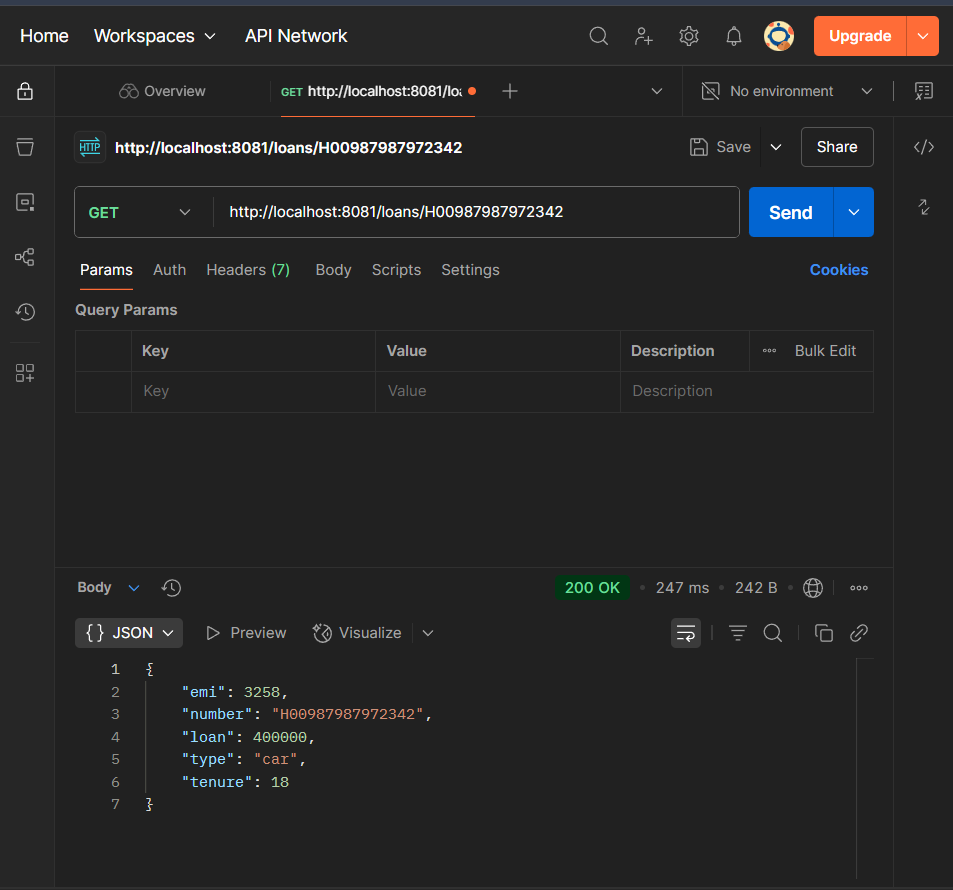 Home Workspaces API Network Upgrade
Overview GET http://localhost:8081/loa No environment
HTTP http://localhost:8081/loans/H00987987972342 Save Share
GET http://localhost:8081/loans/H00987987972342 Send
Params Auth Headers (7) Body Scripts Settings Cookies
Query Params
Key Value Description Bulk Edit
Key Value Description
Body 200 OK • 247 ms • 242 B •
{} JSON Preview Visualize
1 {
2 "emi": 3258,
3 "number": "H00987987972342",
4 "loan": 400000,
5 "type": "car",
6 "tenure": 18
7 }